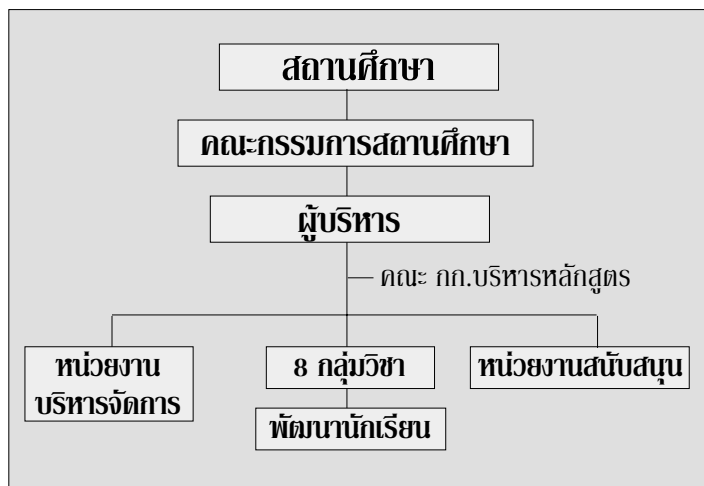 สถานศึกษา
คณะกรรมการสถานศึกษา
ผู้บริหาร
คณะ กก.บริหารหลักสูตร
หน่วยงาน
บริหารจัดการ
8 กลุ่มวิชา
หน่วยงานสนับสนุน
พัฒนานักเรียน